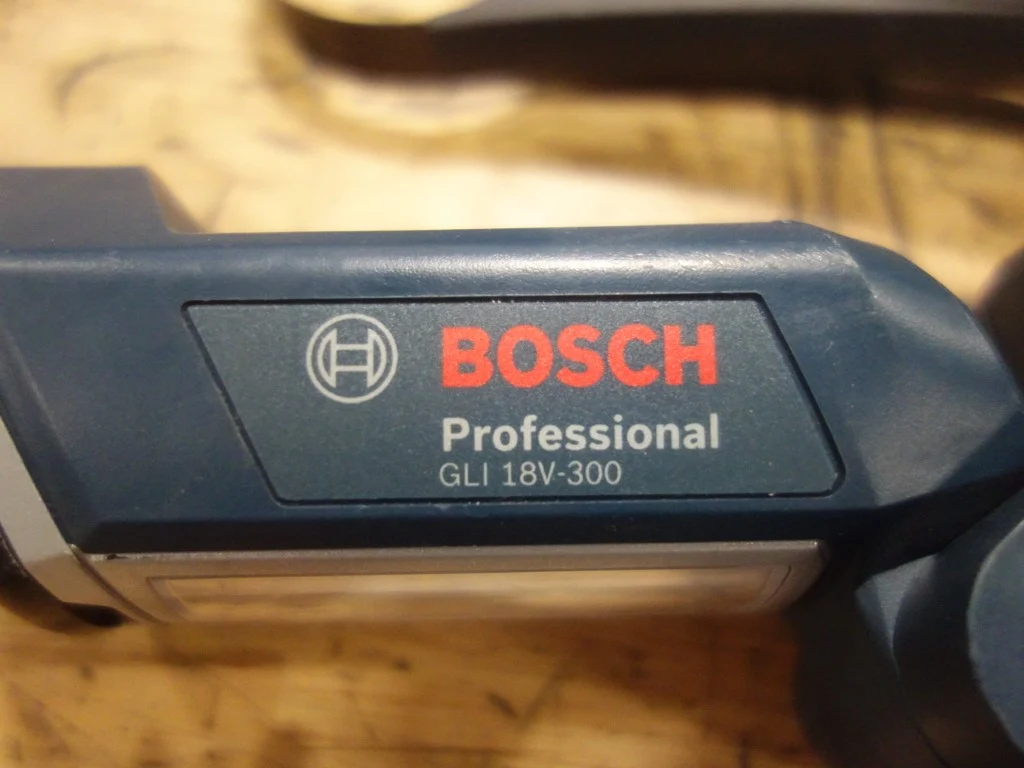 BOSCH
Professional
GLI 18V-300